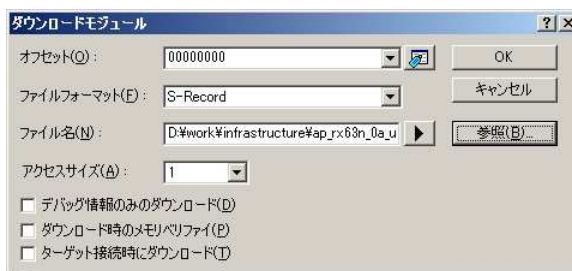 ダウンロードモジュール
オフセット(O): 00000000 OK
ファイルフォーマット(F): S-Record キャンセル
ファイル名(N): D:¥work¥infrastructure¥ap_rx63n_0a_u 参照(B)...
アクセスサイズ(A): 1
デバッグ情報のみのダウンロード(D)
ダウンロード時のメモリベリファイ(P)
ターゲット接続時にダウンロード(T)